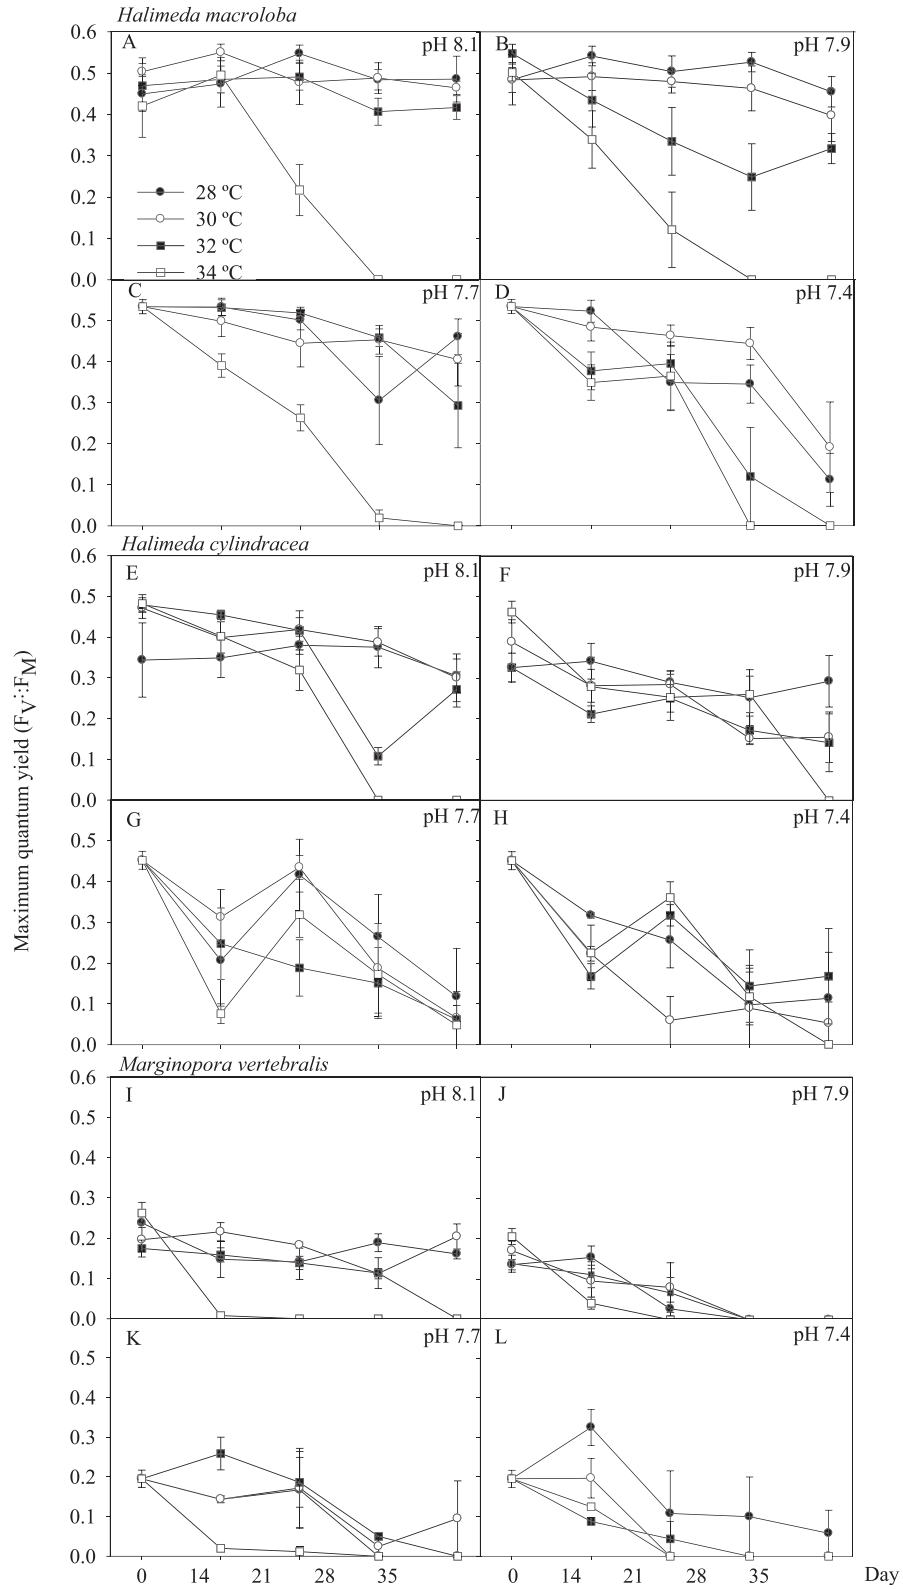 Halimeda macroloba
A pH 8.1 B pH 7.9
0.6
0.5
0.4
0.3
0.2
0.1
0.0
28 ºC
30 ºC
32 ºC
34 ºC
C pH 7.7 D pH 7.4
0.5
0.4
0.3
0.2
0.1
0.0
Halimeda cylindracea
E pH 8.1 F pH 7.9
0.6
0.5
0.4
0.3
0.2
0.1
0.0
G pH 7.7 H pH 7.4
0.5
0.4
0.3
0.2
0.1
0.0
Maximum quantum yield (FV:FM)
Marginopora vertebralis
I pH 8.1 J pH 7.9
0.6
0.5
0.4
0.3
0.2
0.1
0.0
K pH 7.7 L pH 7.4
0.5
0.4
0.3
0.2
0.1
0.0
0 14 21 28 35 0 14 21 28 35 Day